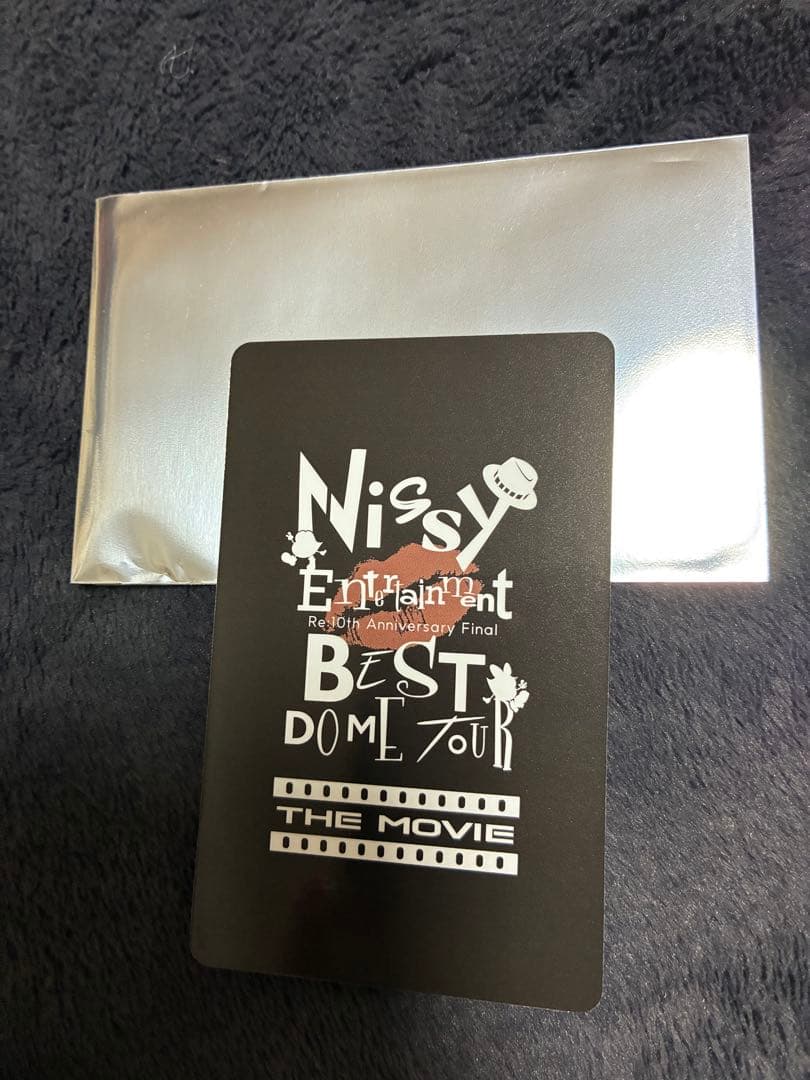 Nissy
Entertainment
Re:10th Anniversary Final
BEST
DOME TOUR
THE MOVIE